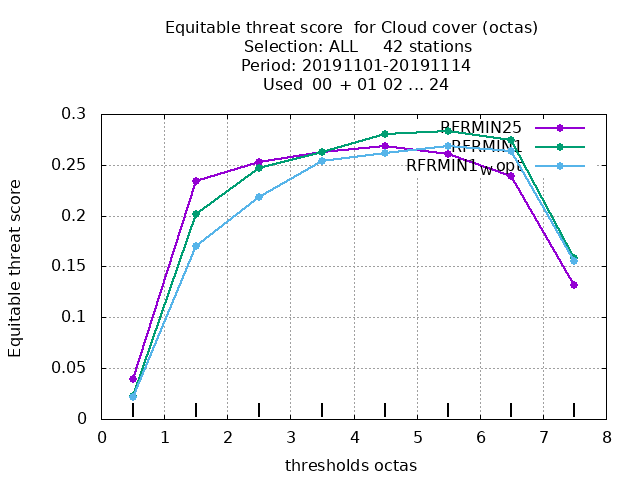 Equitable threat score  for Cloud cover (octas)
Selection: ALL     42 stations
Period: 20191101-20191114
Used  00 + 01 02 ... 24
Equitable threat score
0.3
0.25
0.2
0.15
0.1
0.05
0
RFRMIN25
RFRMIN1
RFRMIN1wopt
0 1 2 3 4 5 6 7 8
thresholds octas